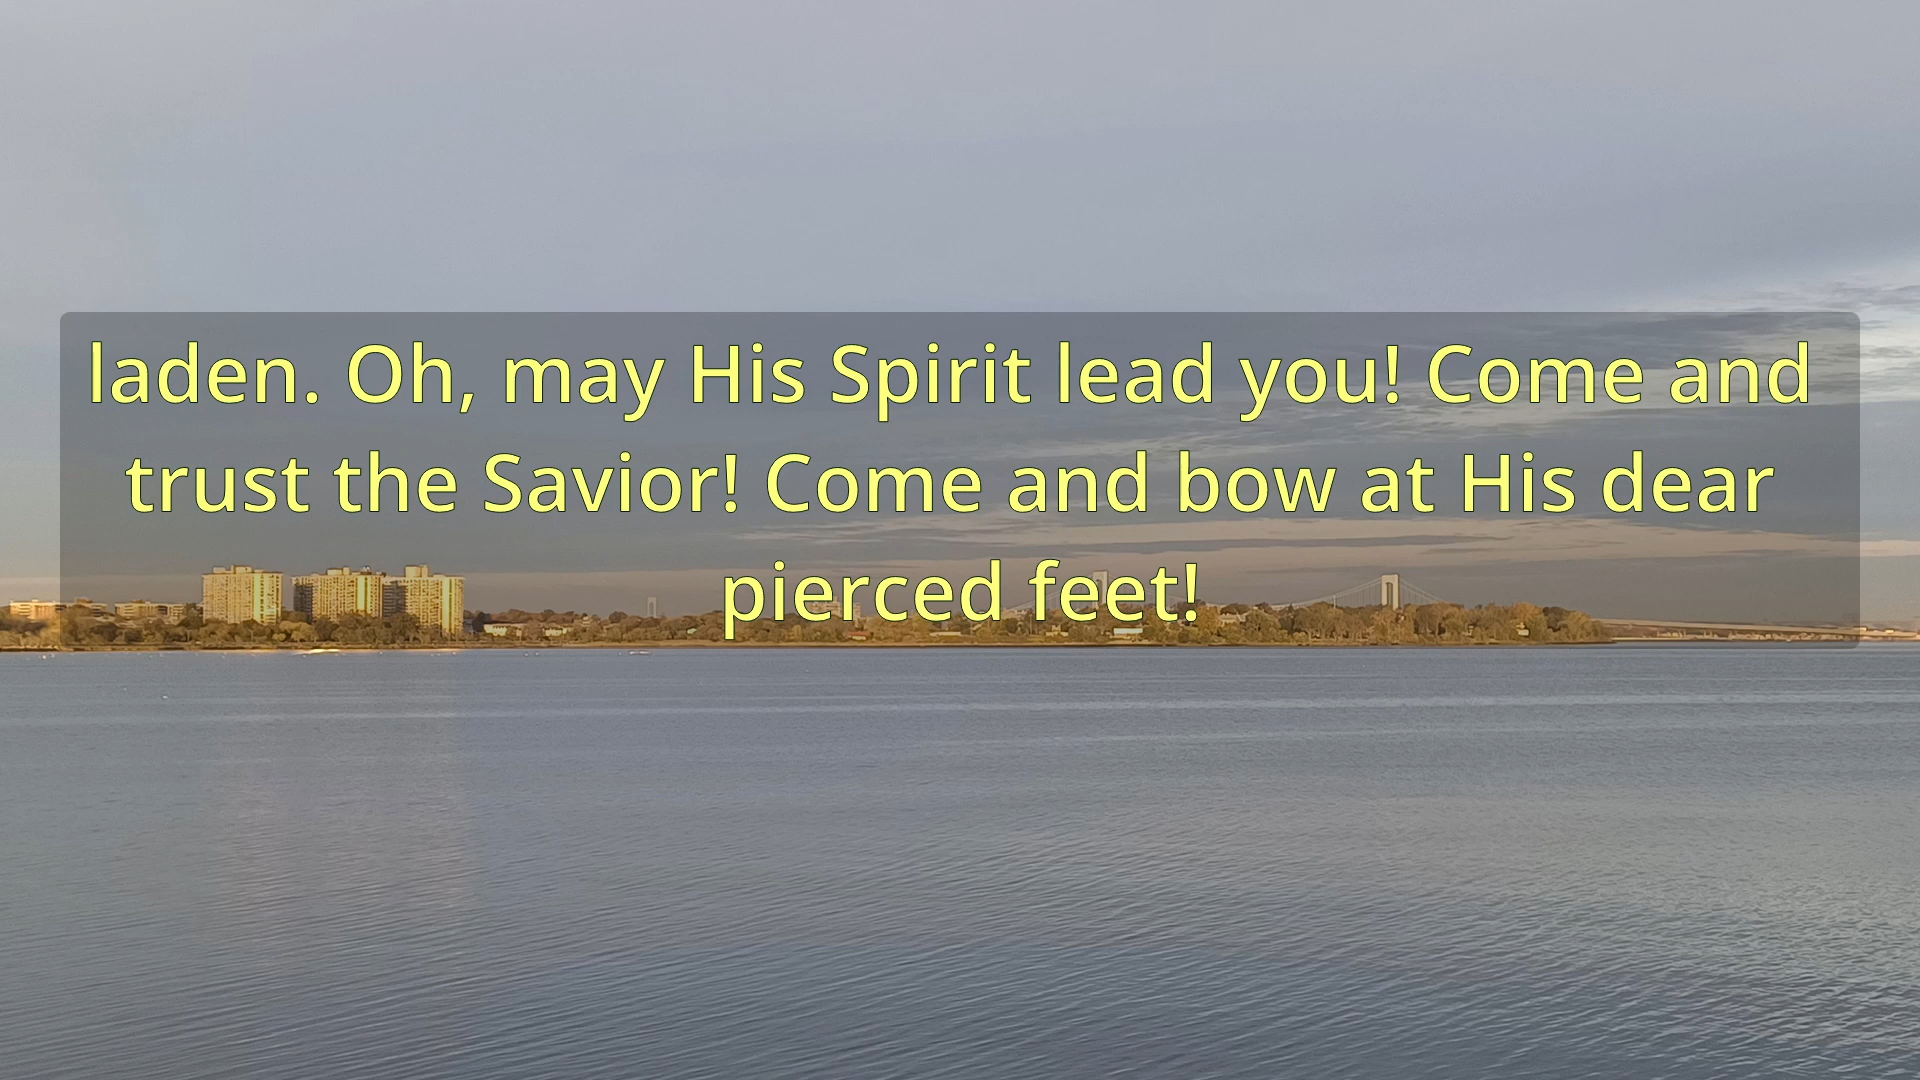 laden. Oh, may His Spirit lead you! Come and
trust the Savior! Come and bow at His dear
pierced feet!